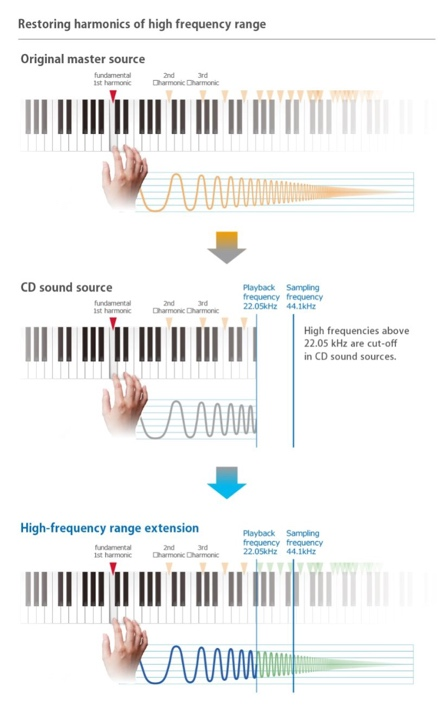 Restoring harmonics of high frequency range
Original master source
fundamental
1st harmonic
2nd
□harmonic
3rd
□harmonic
CD sound source
Playback
frequency
22.05kHz
Sampling
frequency
44.1kHz
fundamental
1st harmonic
2nd
□harmonic
3rd
□harmonic
High frequencies above
22.05 kHz are cut-off
in CD sound sources.
High-frequency range extension
Playback
frequency
22.05kHz
Sampling
frequency
44.1kHz
fundamental
1st harmonic
2nd
□harmonic
3rd
□harmonic